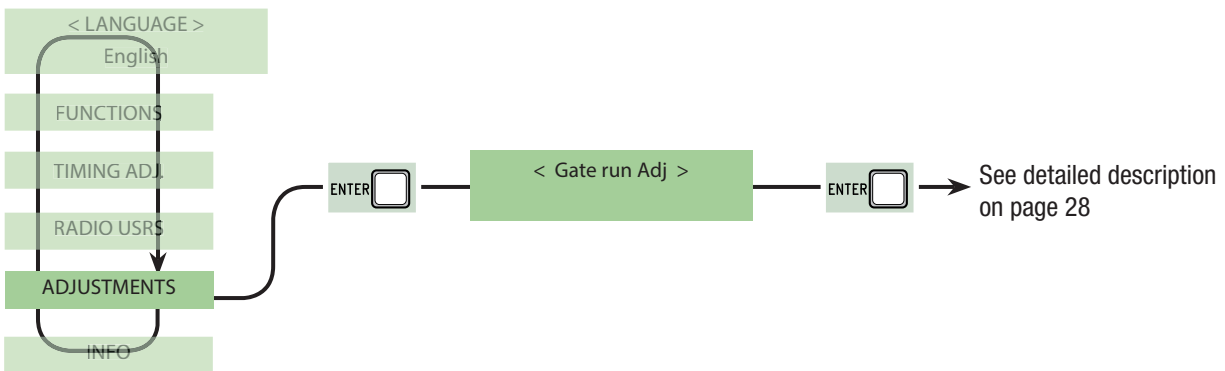 < LANGUAGE >
English
FUNCTIONS
TIMING ADJ.
RADIO USRS
ADJUSTMENTS
INFO
ENTER
< Gate run Adj >
ENTER
See detailed description
on page 28